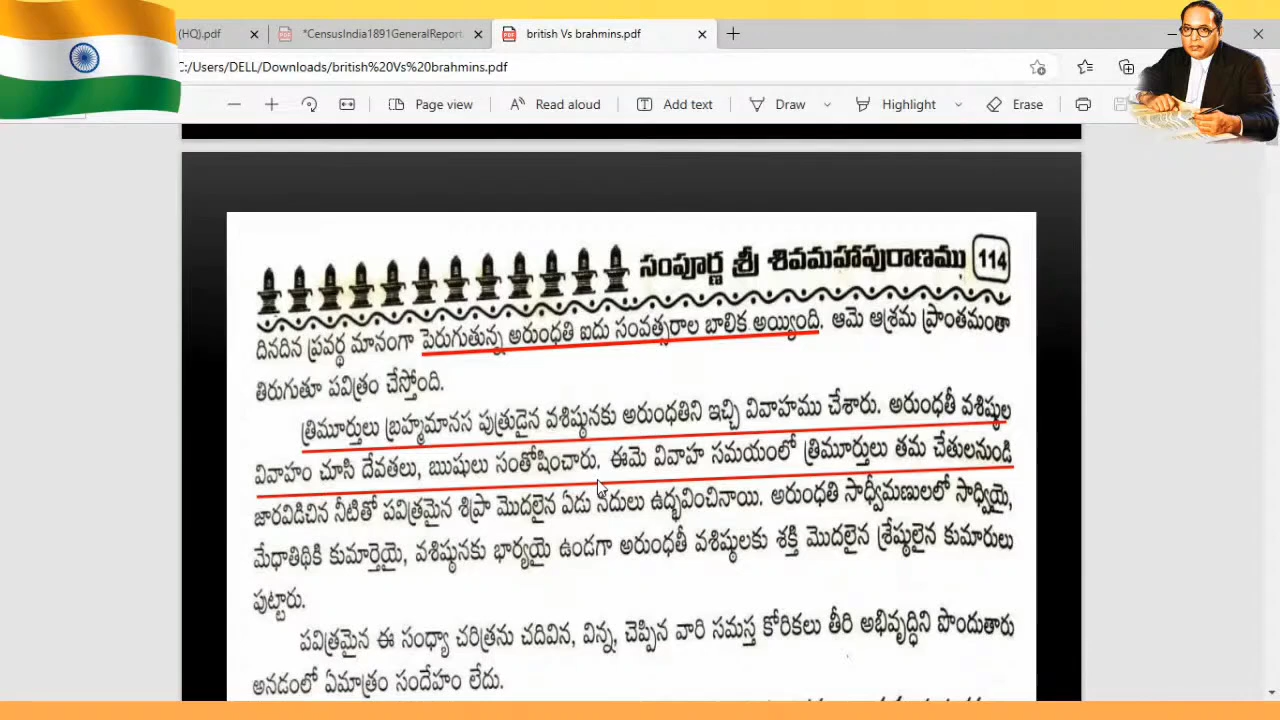 (HQ).pdf
*CensusIndia1891GeneralReport.
british Vs brahmins.pdf
C:/Users/DELL/Downloads/british%20Vs%20brahmins.pdf
Page view
Read aloud
Add text
Draw
Highlight
Erase
సంపూర్ణ శ్రీ శివమహాపురాణము 114
దినదిన ప్రవర్థ మానంగా పెరుగుతున్న అరుంధతి ఐదు సంవత్సరాల బాలిక అయ్యింది. ఆమె ఆశ్రమ ప్రాంతమంతా
తిరుగుతూ పవిత్రం చేస్తోంది.
త్రిమూర్తులు బ్రహ్మమానస పుత్రుడైన వశిష్ఠునకు అరుంధతిని ఇచ్చి వివాహము చేశారు. అరుంధతీ వశిష్ఠుల
వివాహం చూసి దేవతలు, ఋషులు సంతోషించారు. ఈమె వివాహ సమయంలో త్రిమూర్తులు తమ చేతులనుండి
జారవిడిచిన నీటితో పవిత్రమైన శిప్రా మొదలైన ఏడు నదులు ఉద్భవించినాయి. అరుంధతి సాధ్వీమణులలో సాధ్వియై,
మేధాతిథికి కుమార్తెయై, వశిష్ఠునకు భార్యయై ఉండగా అరుంధతీ వశిష్ఠులకు శక్తి మొదలైన శ్రేష్ఠులైన కుమారులు
పుట్టారు.
పవిత్రమైన ఈ సంధ్యా చరిత్రను చదివిన, విన్న, చెప్పిన వారి సమస్త కోరికలు తీరి అభివృద్ధిని పొందుతారు
అనడంలో ఏమాత్రం సందేహం లేదు.